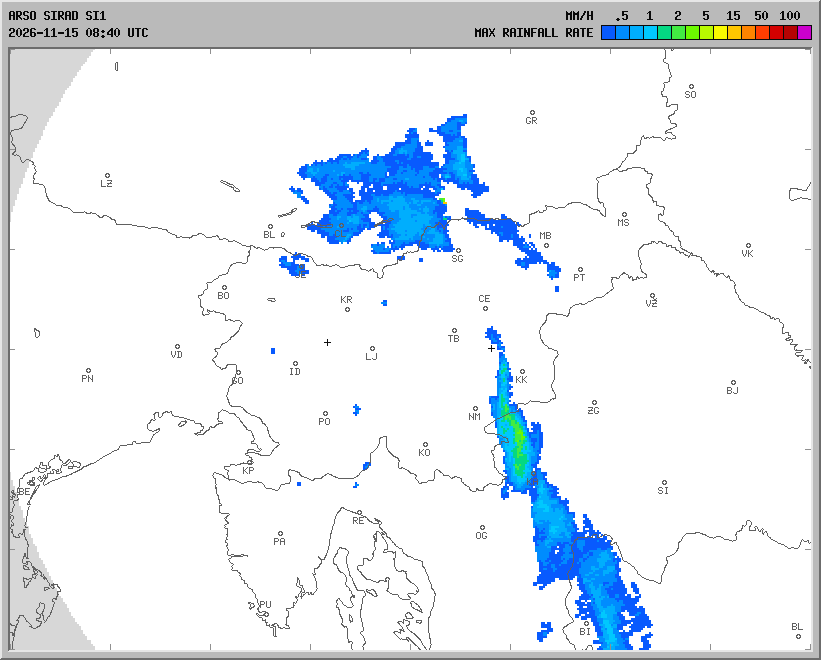 ARSO SIRAD SI1
2026-11-15 08:40 UTC
MM/H .5 1 2 5 15 50 100
MAX RAINFALL RATE
SO
GR
LZ
MS
BL
MB
VK
SG
PT
BO
KR
CE
VŽ
TB
VD
LJ
ID
GO
KK
PN
BJ
NM
ZG
PO
KO
KP
BE
SI
RE
OG
PA
PU
BI
BL